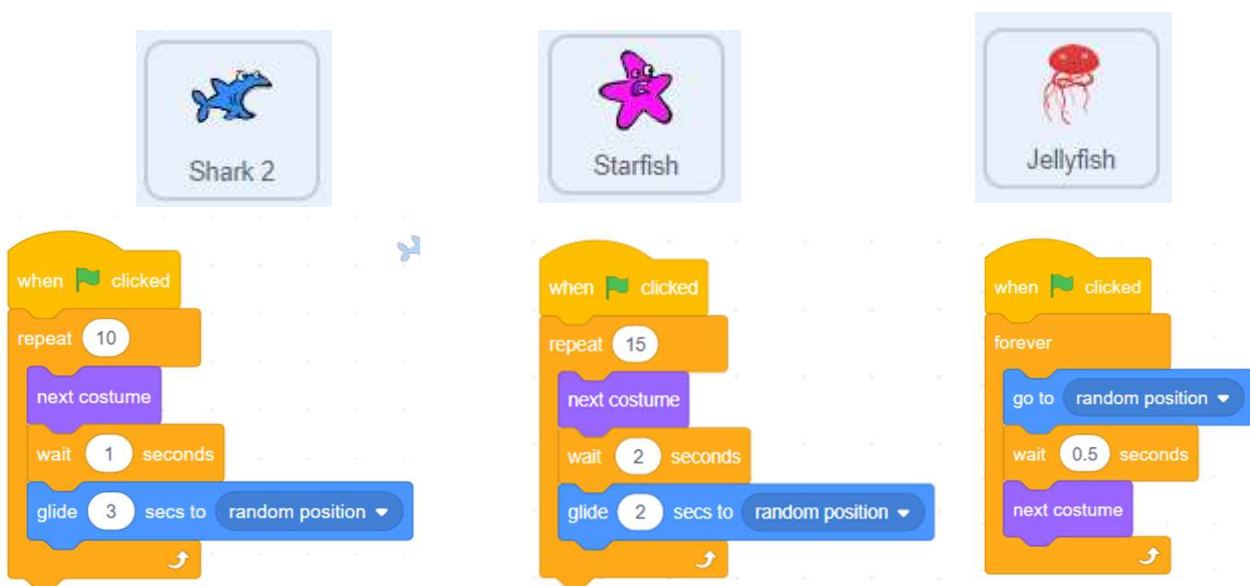 Shark 2
Starfish
Jellyfish
when clicked
repeat 10
next costume
wait 1 seconds
glide 3 secs to random position
when clicked
repeat 15
next costume
wait 2 seconds
glide 2 secs to random position
when clicked
forever
go to random position
wait 0.5 seconds
next costume